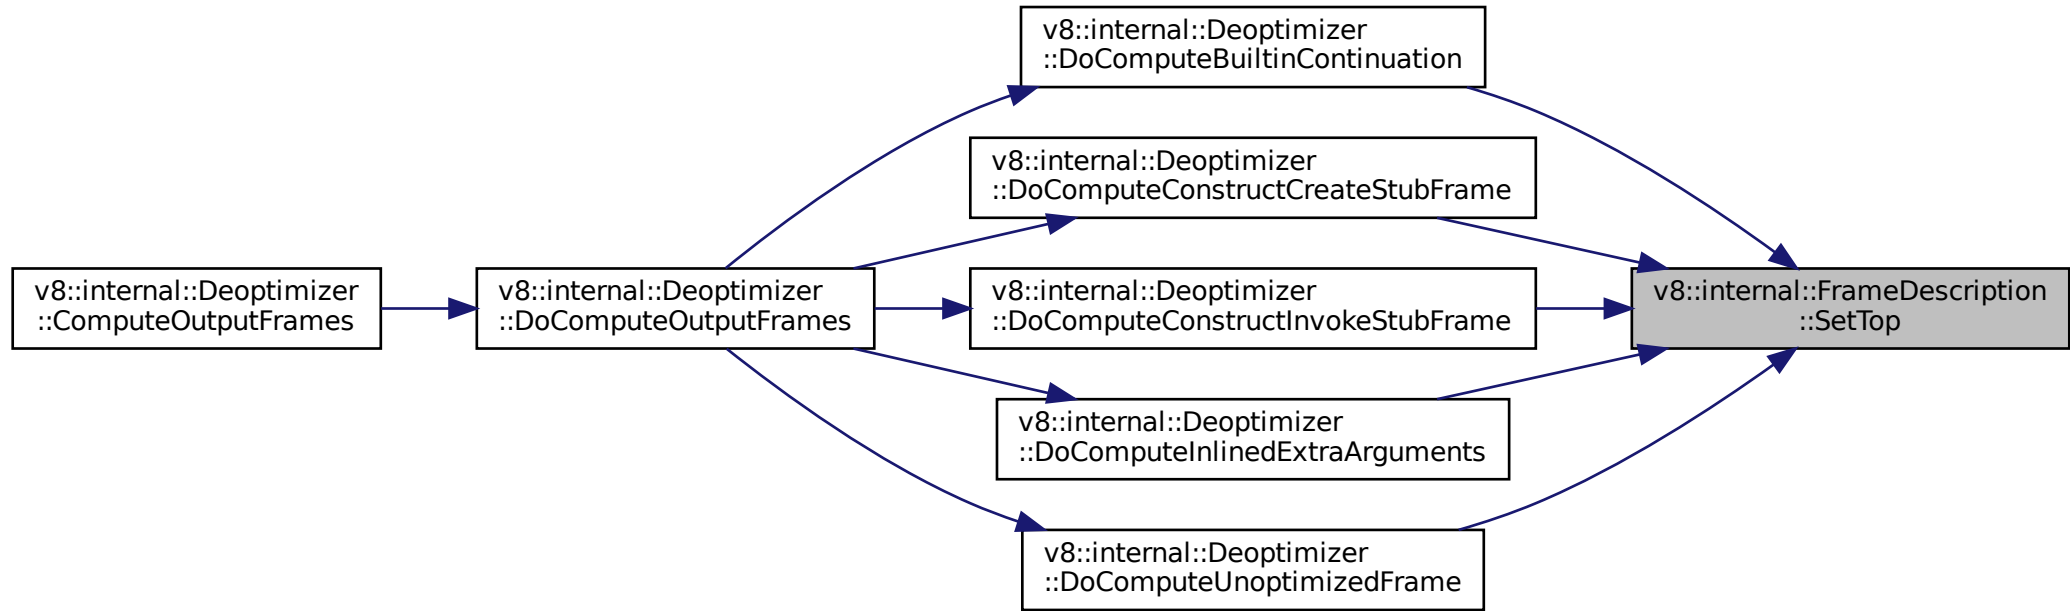 v8::internal::Deoptimizer
::DoComputeBuiltinContinuation
v8::internal::Deoptimizer
::DoComputeConstructCreateStubFrame
v8::internal::Deoptimizer
::ComputeOutputFrames
v8::internal::Deoptimizer
::DoComputeOutputFrames
v8::internal::Deoptimizer
::DoComputeConstructInvokeStubFrame
v8::internal::FrameDescription
::SetTop
v8::internal::Deoptimizer
::DoComputeInlinedExtraArguments
v8::internal::Deoptimizer
::DoComputeUnoptimizedFrame